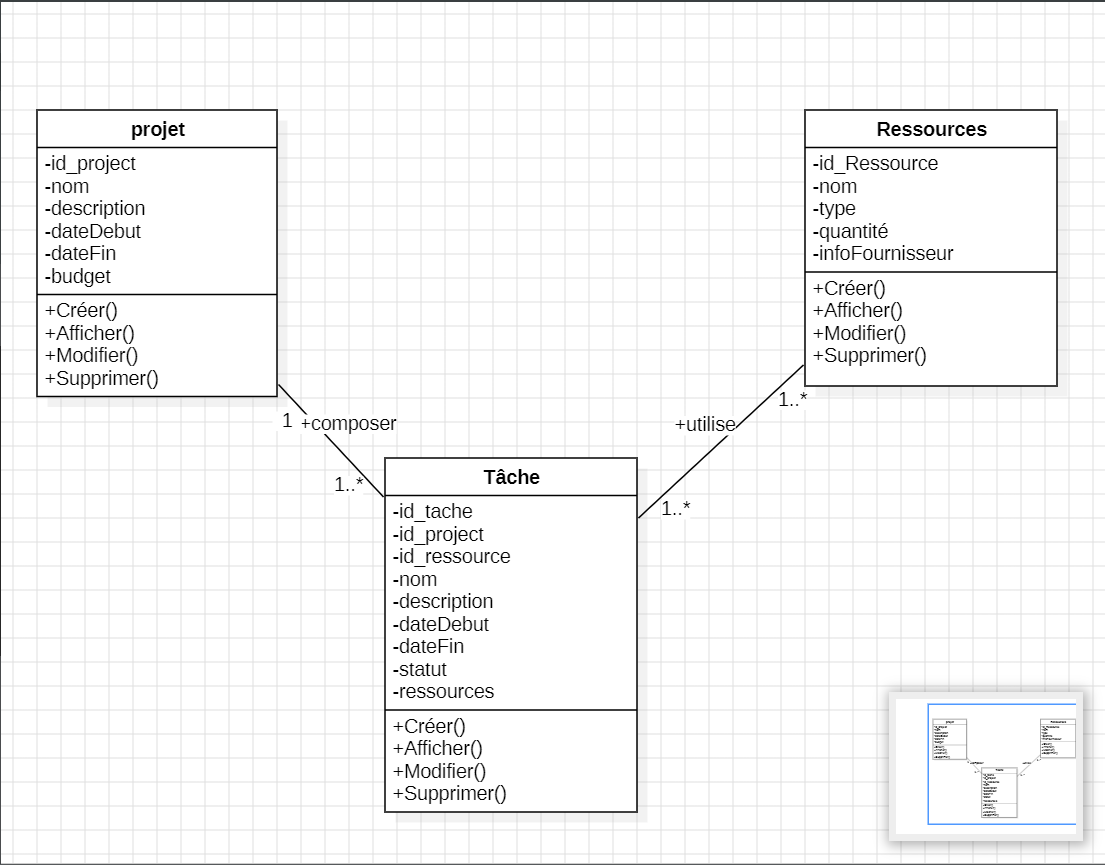 projet
-id_project
-nom
-description
-dateDebut
-dateFin
-budget
+Créer()
+Afficher()
+Modifier()
+Supprimer()
Ressources
-id_Ressource
-nom
-type
-quantité
-infoFournisseur
+Créer()
+Afficher()
+Modifier()
+Supprimer()
1
+composer
1..*
+utilise
1..*
1..*
Tâche
-id_tache
-id_project
-id_ressource
-nom
-description
-dateDebut
-dateFin
-statut
-ressources
+Créer()
+Afficher()
+Modifier()
+Supprimer()